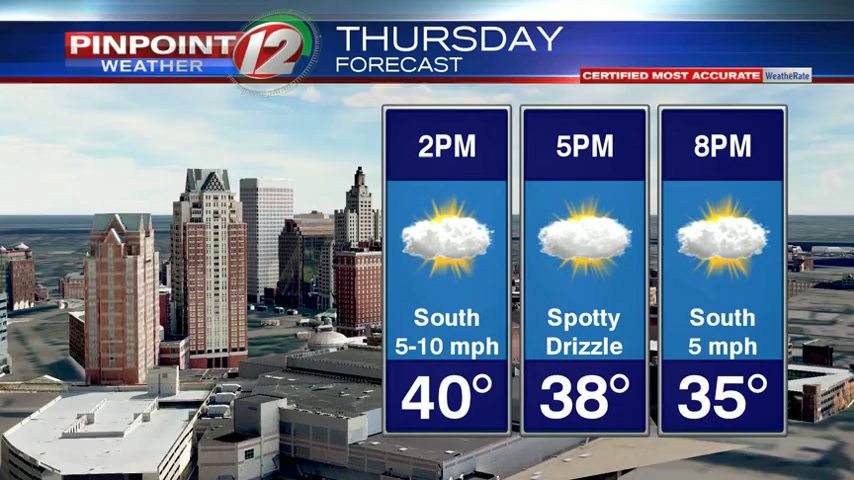 PINPOINT 12
WEATHER
THURSDAY
FORECAST
CERTIFIED MOST ACCURATE WeatheRate
2PM
South
5-10 mph
40°
5PM
Spotty
Drizzle
38°
8PM
South
5 mph
35°